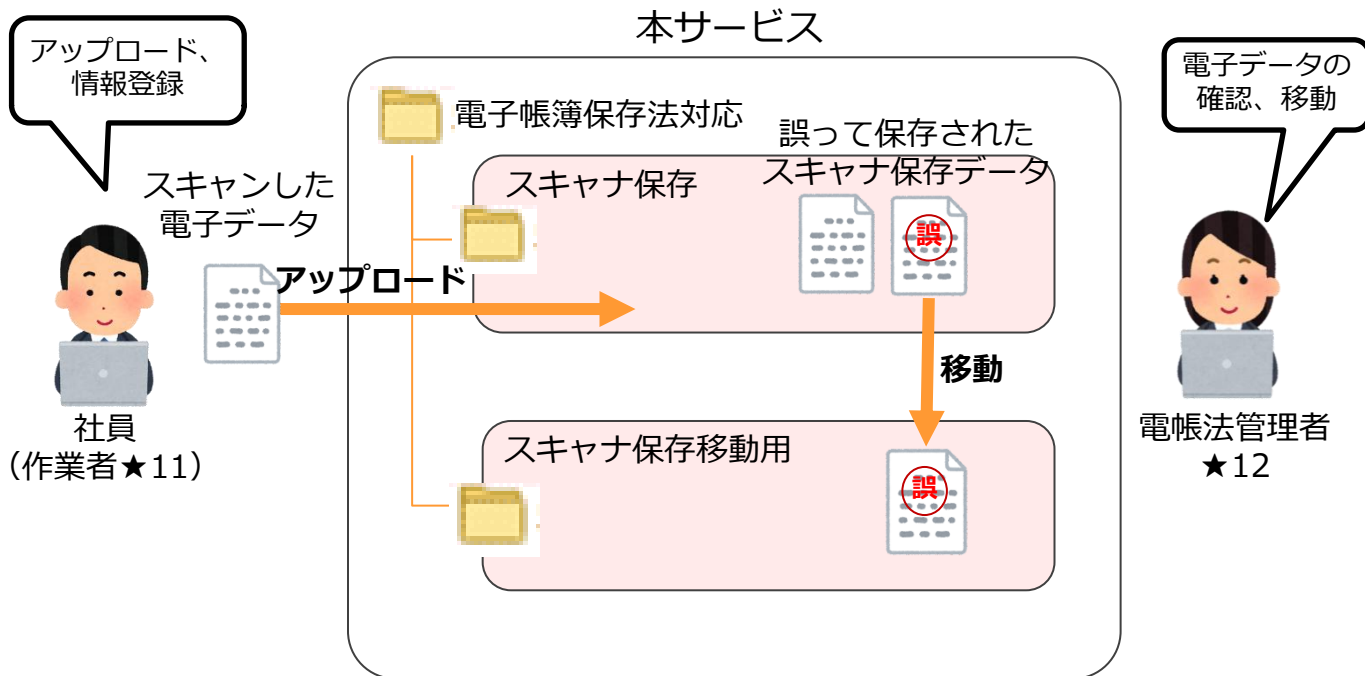 本サービス
アップロード、
情報登録
電子データの
確認、移動
電子帳簿保存法対応
誤って保存された
スキャナ保存データ
スキャナ保存
スキャンした
電子データ
誤
アップロード
移動
社員
(作業者★11)
電帳法管理者
★12
スキャナ保存移動用
誤